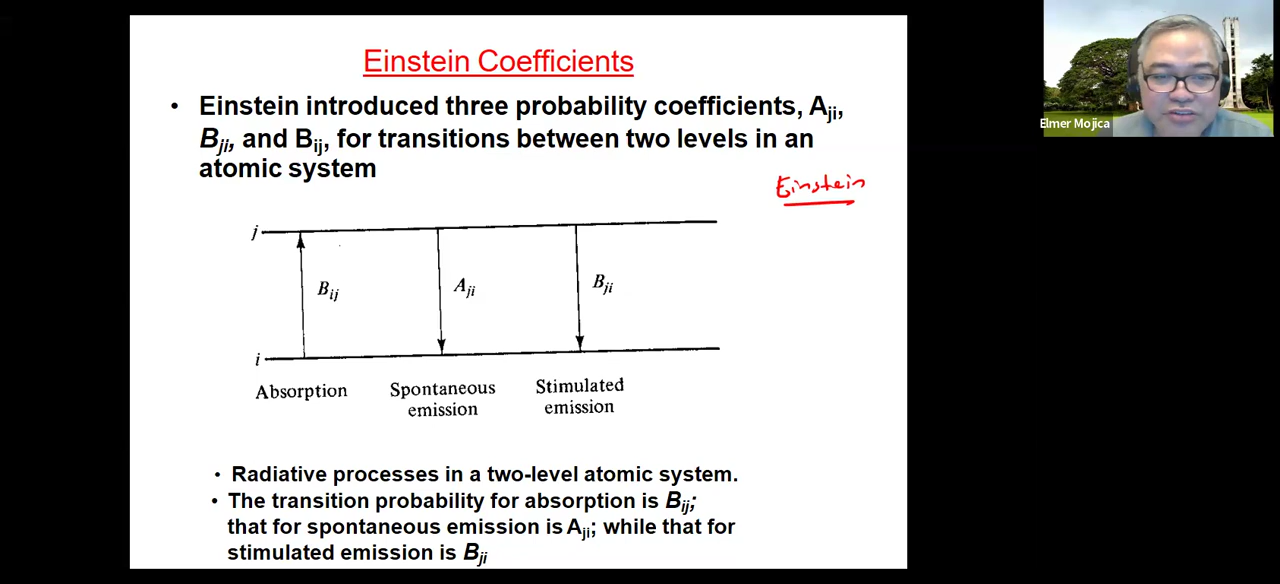 Einstein Coefficients
• Einstein introduced three probability coefficients, Aji,
Bji, and Bij, for transitions between two levels in an
atomic system
Elmer Mojica
Einstein
j
Bij
Aji
Bji
i
Absorption
Spontaneous
emission
Stimulated
emission
• Radiative processes in a two-level atomic system.
• The transition probability for absorption is Bij;
that for spontaneous emission is Aji; while that for
stimulated emission is Bji